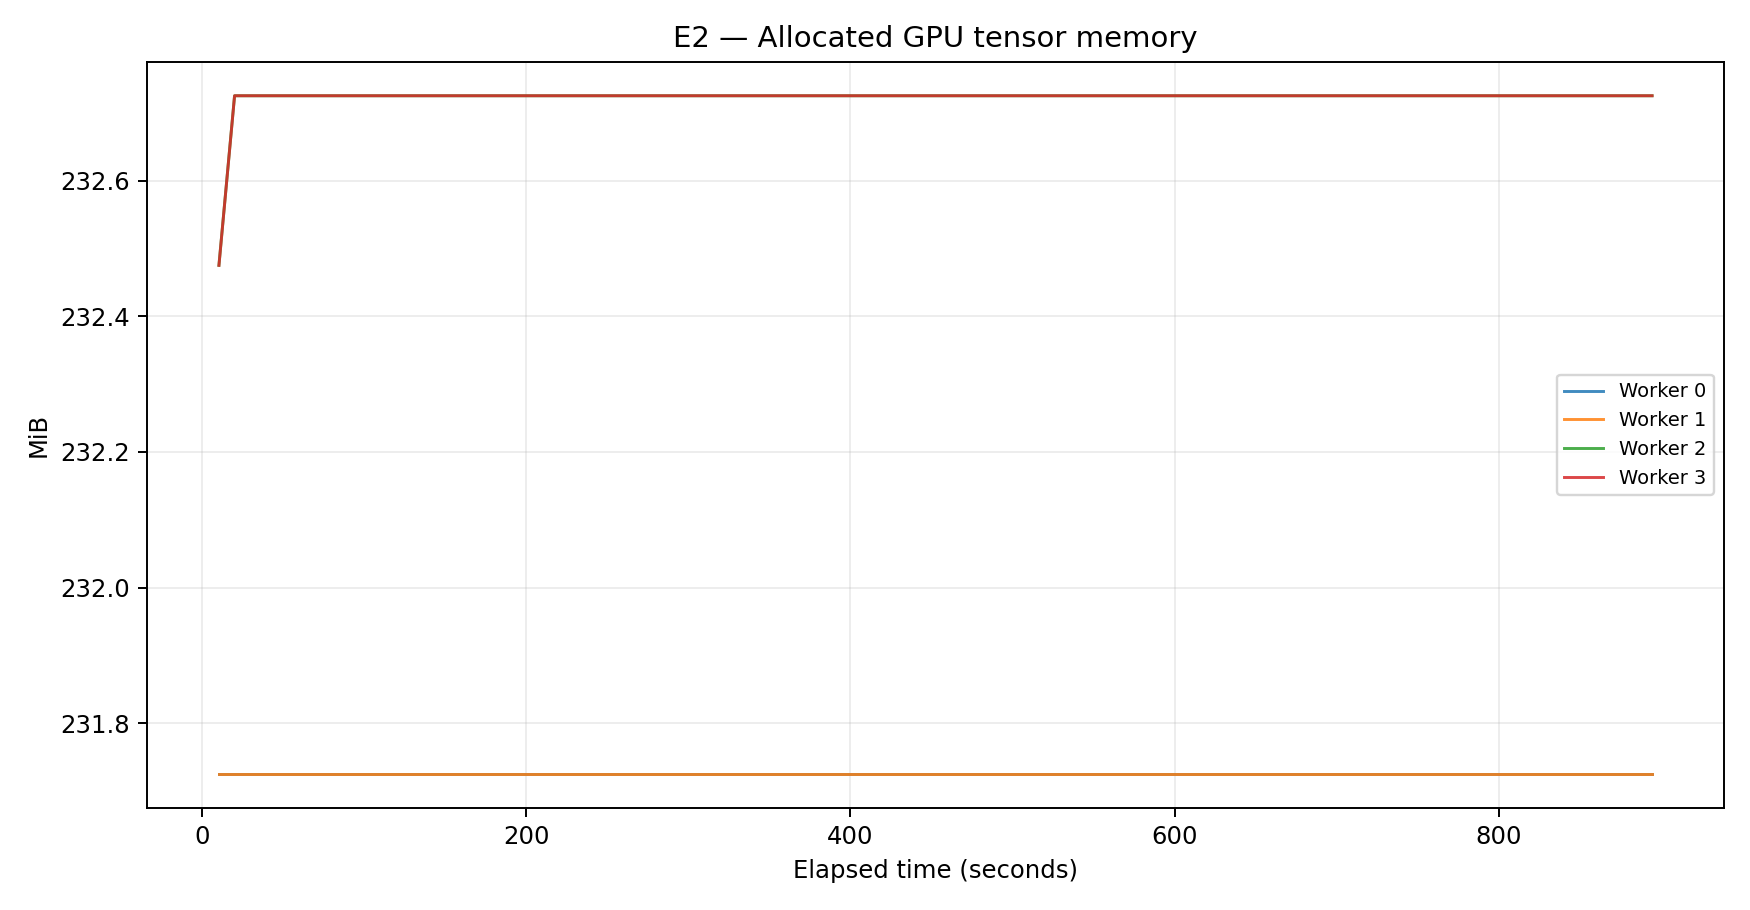 E2 — Allocated GPU tensor memory
MiB
232.6
232.4
232.2
232.0
231.8
Worker 0
Worker 1
Worker 2
Worker 3
0 200 400 600 800
Elapsed time (seconds)